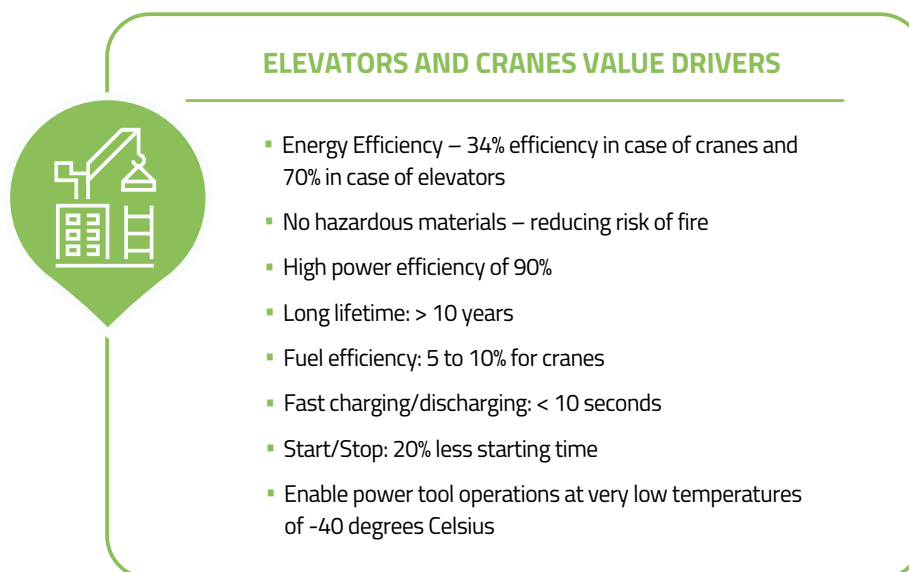 ELEVATORS AND CRANES VALUE DRIVERS
▪ Energy Efficiency – 34% efficiency in case of cranes and
70% in case of elevators
▪ No hazardous materials – reducing risk of fire
▪ High power efficiency of 90%
▪ Long lifetime: > 10 years
▪ Fuel efficiency: 5 to 10% for cranes
▪ Fast charging/discharging: < 10 seconds
▪ Start/Stop: 20% less starting time
▪ Enable power tool operations at very low temperatures
of -40 degrees Celsius